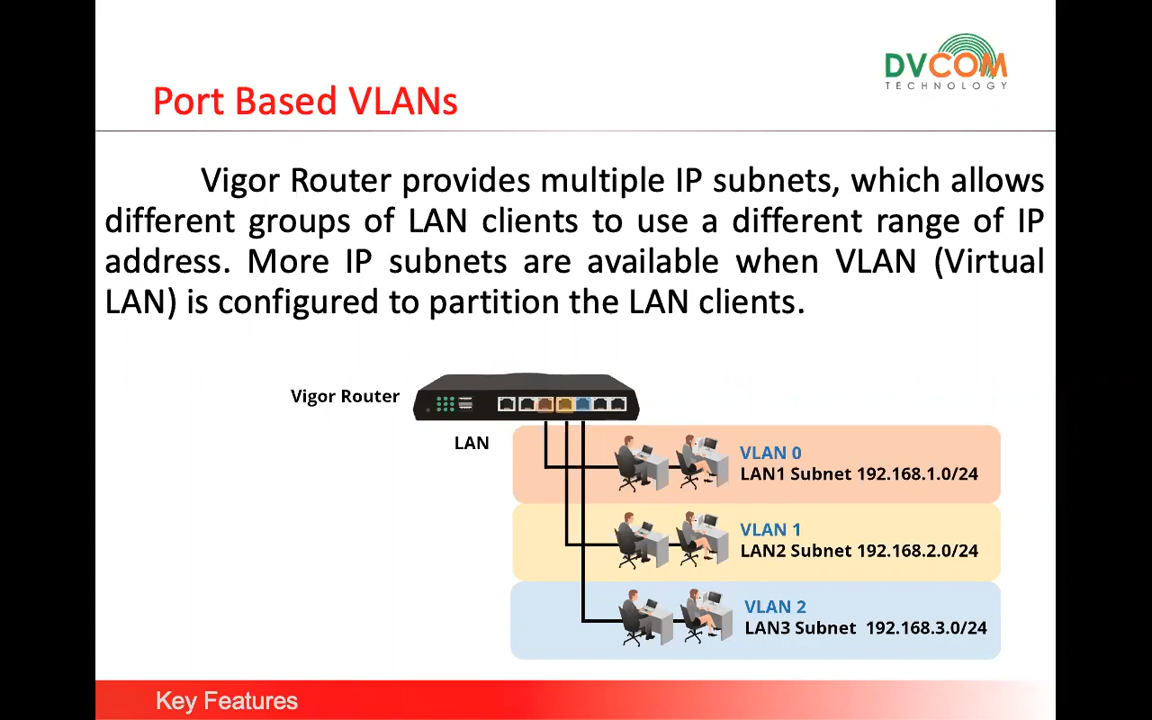 DVCOM
TECHNOLOGY
Port Based VLANs
Vigor Router provides multiple IP subnets, which allows
different groups of LAN clients to use a different range of IP
address. More IP subnets are available when VLAN (Virtual
LAN) is configured to partition the LAN clients.
Vigor Router
LAN
VLAN 0
LAN1 Subnet 192.168.1.0/24
VLAN 1
LAN2 Subnet 192.168.2.0/24
VLAN 2
LAN3 Subnet 192.168.3.0/24
Key Features